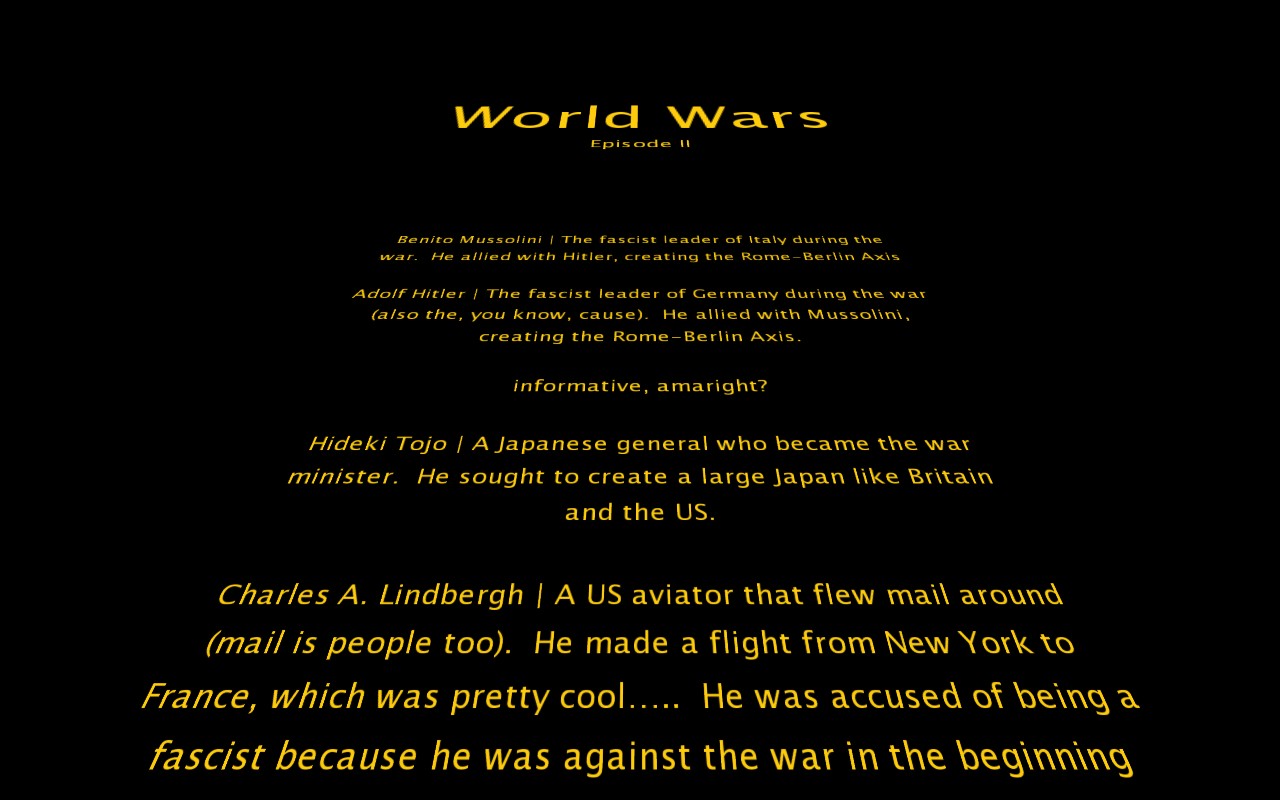 World Wars
Episode II
Benito Mussolini | The fascist leader of Italy during the
war.  He allied with Hitler, creating the Rome-Berlin Axis
Adolf Hitler | The fascist leader of Germany during the war
(also the, you know, cause).  He allied with Mussolini,
creating the Rome-Berlin Axis.
informative, amaright?
Hideki Tojo | A Japanese general who became the war
minister.  He sought to create a large Japan like Britain
and the US.
Charles A. Lindbergh | A US aviator that flew mail around
(mail is people too).  He made a flight from New York to
France, which was pretty cool…..  He was accused of being a
fascist because he was against the war in the beginning